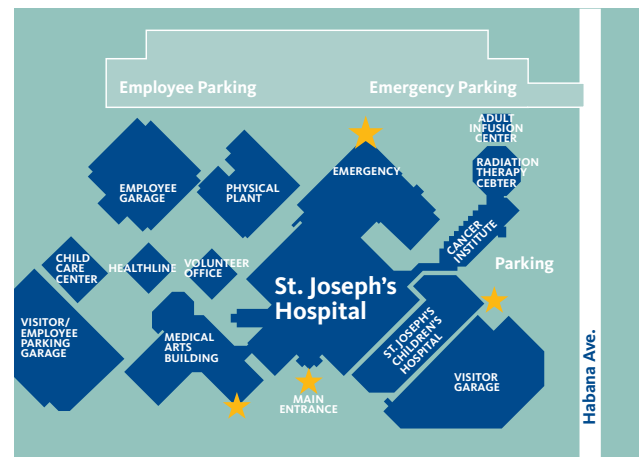 Employee Parking
Emergency Parking
ADULT
INFUSION
CENTER
RADIATION
THERAPY
CEBTER
EMERGENCY
EMPLOYEE
GARAGE
PHYSICAL
PLANT
CANCER
INSTITUTE
CHILD
CARE
CENTER
HEALTHLINE
VOLUNTEER
OFFICE
Parking
St. Joseph's
Hospital
VISITOR/
EMPLOYEE
PARKING
GARAGE
MEDICAL
ARTS
BUILDING
ST. JOSEPH'S
CHILDREN'S
HOSPITAL
VISITOR
GARAGE
MAIN
ENTRANCE
Habana Ave.